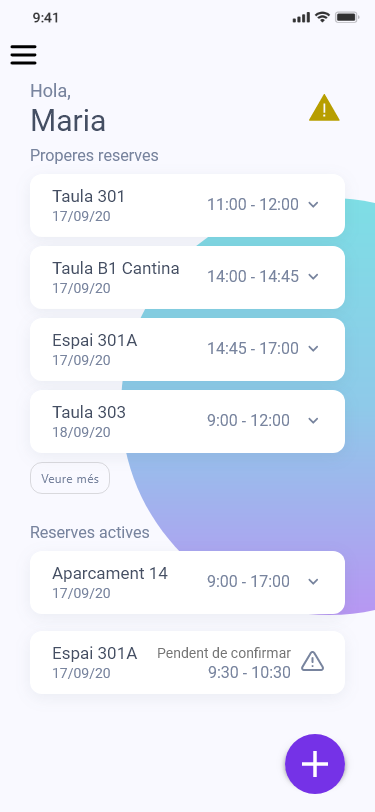 9:41
Hola,
Maria
Properes reserves
Taula 301
17/09/20
11:00 - 12:00
Taula B1 Cantina
17/09/20
14:00 - 14:45
Espai 301A
17/09/20
14:45 - 17:00
Taula 303
18/09/20
9:00 - 12:00
Veure més
Reserves actives
Aparcament 14
17/09/20
9:00 - 17:00
Espai 301A
17/09/20
Pendent de confirmar
9:30 - 10:30